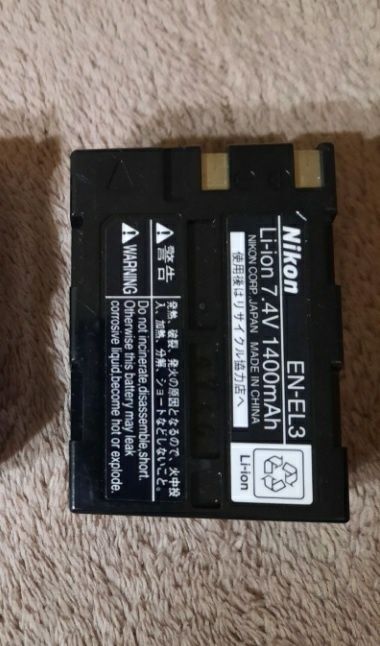 Nikon EN-EL3
Li-ion 7.4V 1400mAh
NIKON CORP. JAPAN MADE IN CHINA
使用後はリサイクル協力店へ
Li-ion
警告
発熱、破裂、発火の原因となるので、火中投
入、加熱、分解、ショートなどしないこと。
WARNING
Do not incinerate,disassemble,short.
Otherwise this battery may leak
corrosive liquid,become hot or explode.